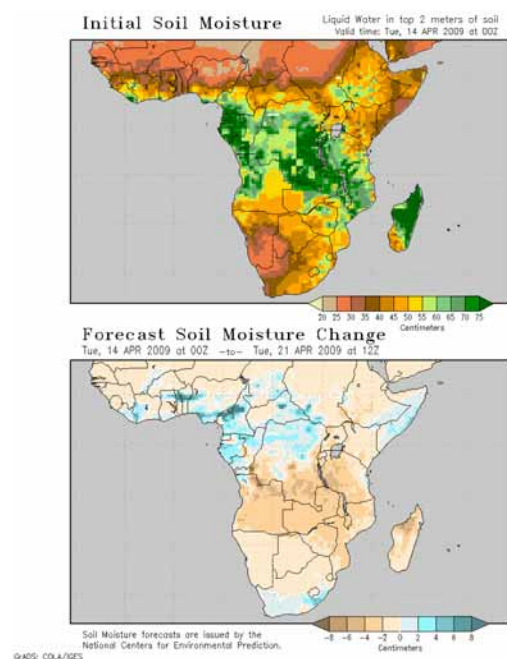 Initial Soil Moisture
Liquid Water in top 2 meters of soil
Valid time: Tue, 14 APR 2009 at 00Z
20 25 30 35 40 45 50 55 60 65 70 75
Centimeters
Forecast Soil Moisture Change
Tue, 14 APR 2009 at 00Z -to- Tue, 21 APR 2009 at 12Z
-8 -6 -4 -2 0 2 4 6 8
Centimeters
Soil Moisture forecasts are issued by the
National Centers for Environmental Prediction.
GrADS: COLA/IGES